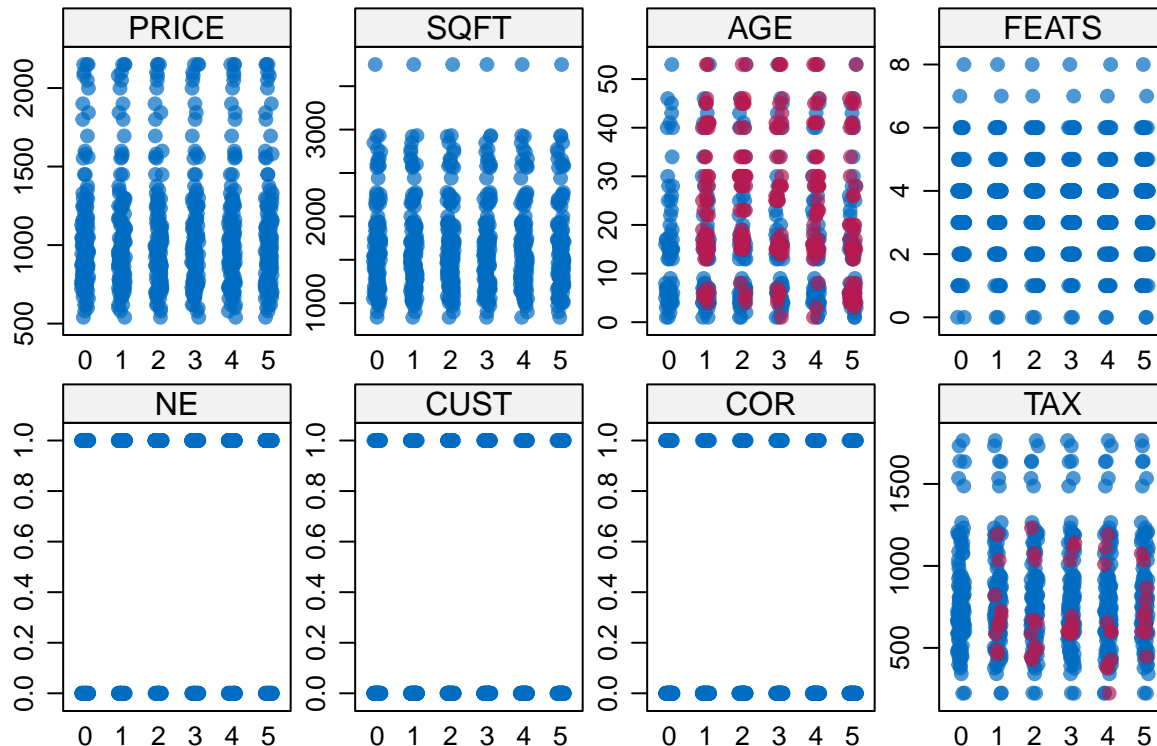 PRICE
SQFT
AGE
FEATS
500 1000 1500 2000
1000 2000 3000
0 10 20 30 40 50
0 2 4 6 8
0 1 2 3 4 5
0 1 2 3 4 5
0 1 2 3 4 5
0 1 2 3 4 5
NE
CUST
COR
TAX
0.0 0.2 0.4 0.6 0.8 1.0
0.0 0.2 0.4 0.6 0.8 1.0
0.0 0.2 0.4 0.6 0.8 1.0
500 1000 1500
0 1 2 3 4 5
0 1 2 3 4 5
0 1 2 3 4 5
0 1 2 3 4 5